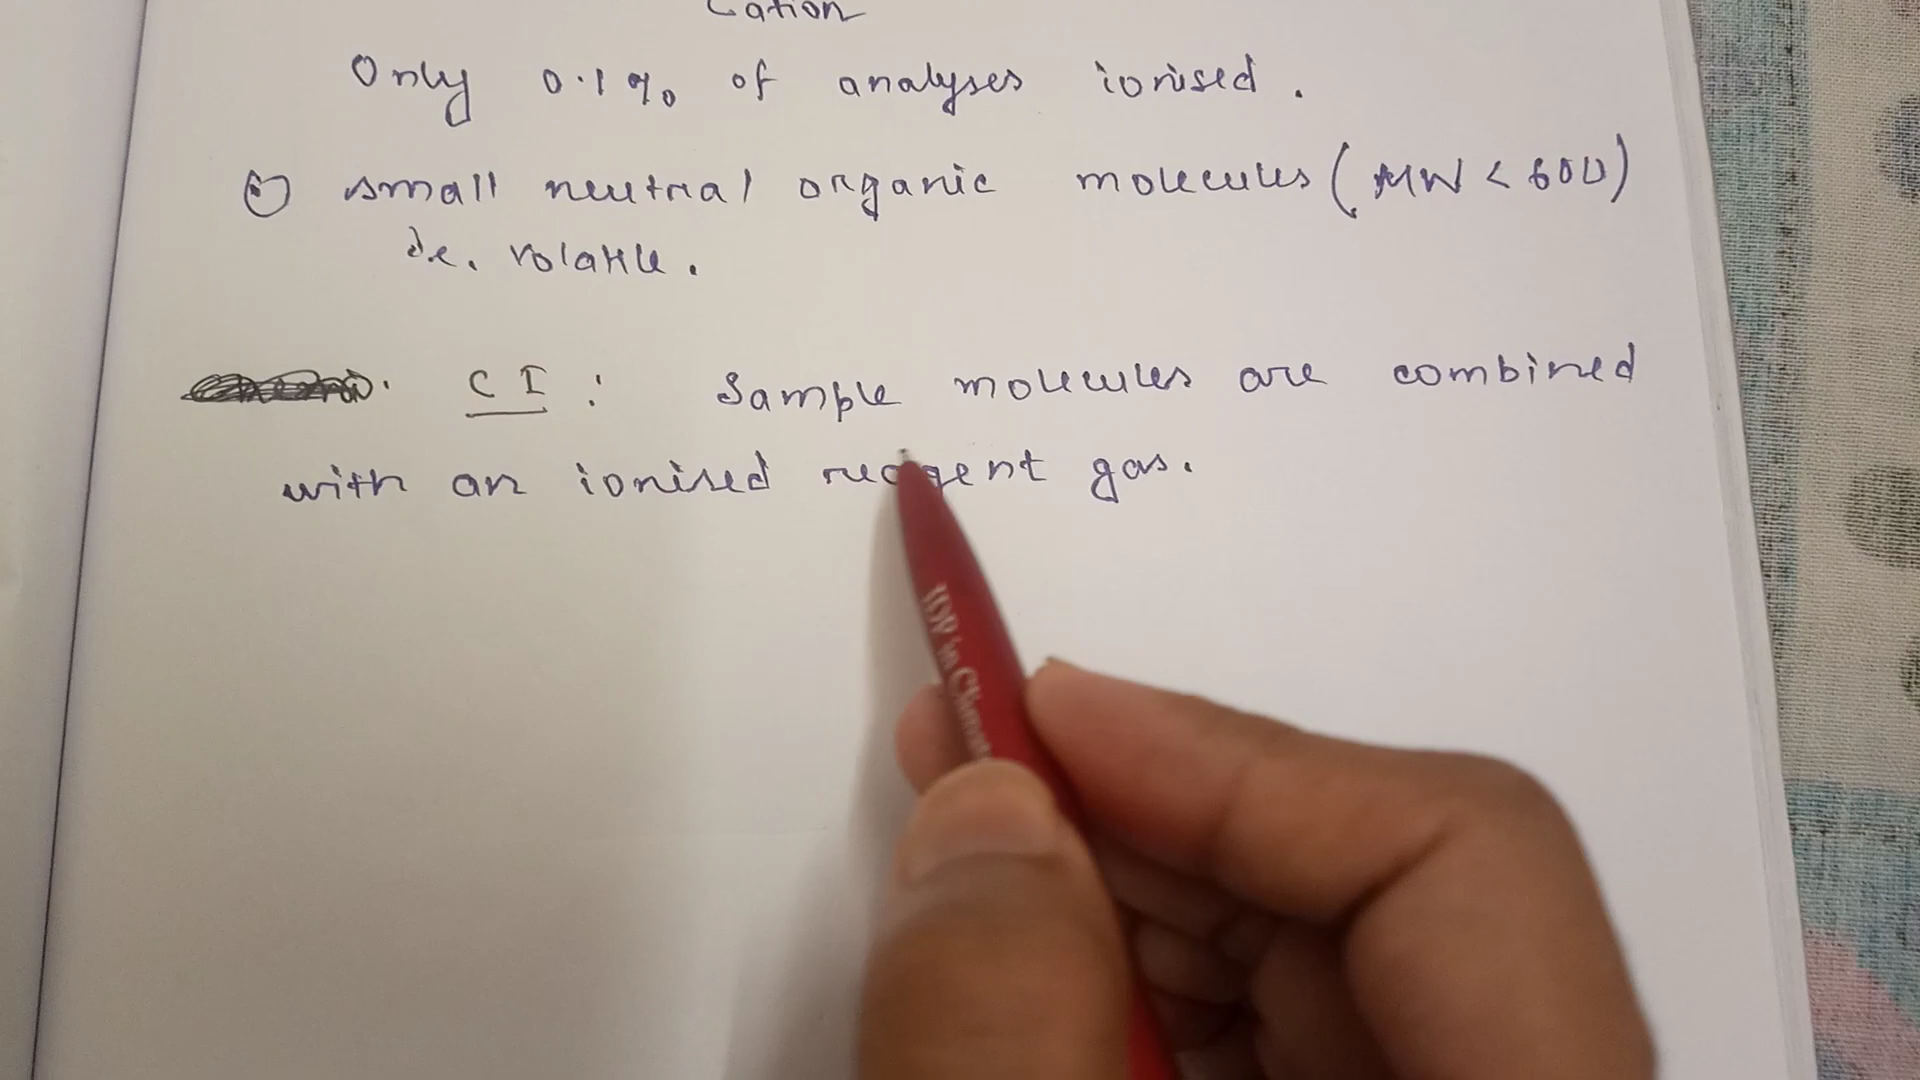 Cation
Only 0.1% of analyses ionised.
small neutral organic molecules (MW < 600)
i.e. volatile.
CI : Sample molecules are combined
with an ionised reagent gas.